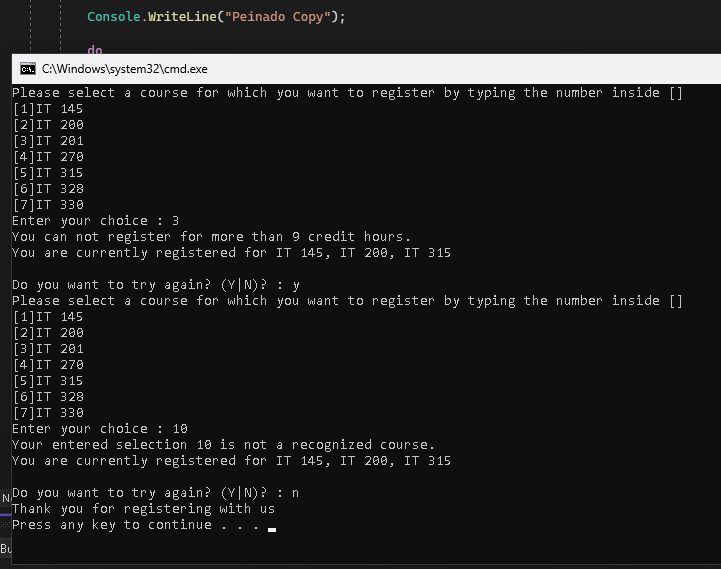 Console.WriteLine("Peinado Copy");
do
C:\Windows\system32\cmd.exe
Please select a course for which you want to register by typing the number inside []
[1]IT 145
[2]IT 200
[3]IT 201
[4]IT 270
[5]IT 315
[6]IT 328
[7]IT 330
Enter your choice : 3
You can not register for more than 9 credit hours.
You are currently registered for IT 145, IT 200, IT 315
Do you want to try again? (Y|N)? : y
Please select a course for which you want to register by typing the number inside []
[1]IT 145
[2]IT 200
[3]IT 201
[4]IT 270
[5]IT 315
[6]IT 328
[7]IT 330
Enter your choice : 10
Your entered selection 10 is not a recognized course.
You are currently registered for IT 145, IT 200, IT 315
Do you want to try again? (Y|N)? : n
Thank you for registering with us
Press any key to continue . . .